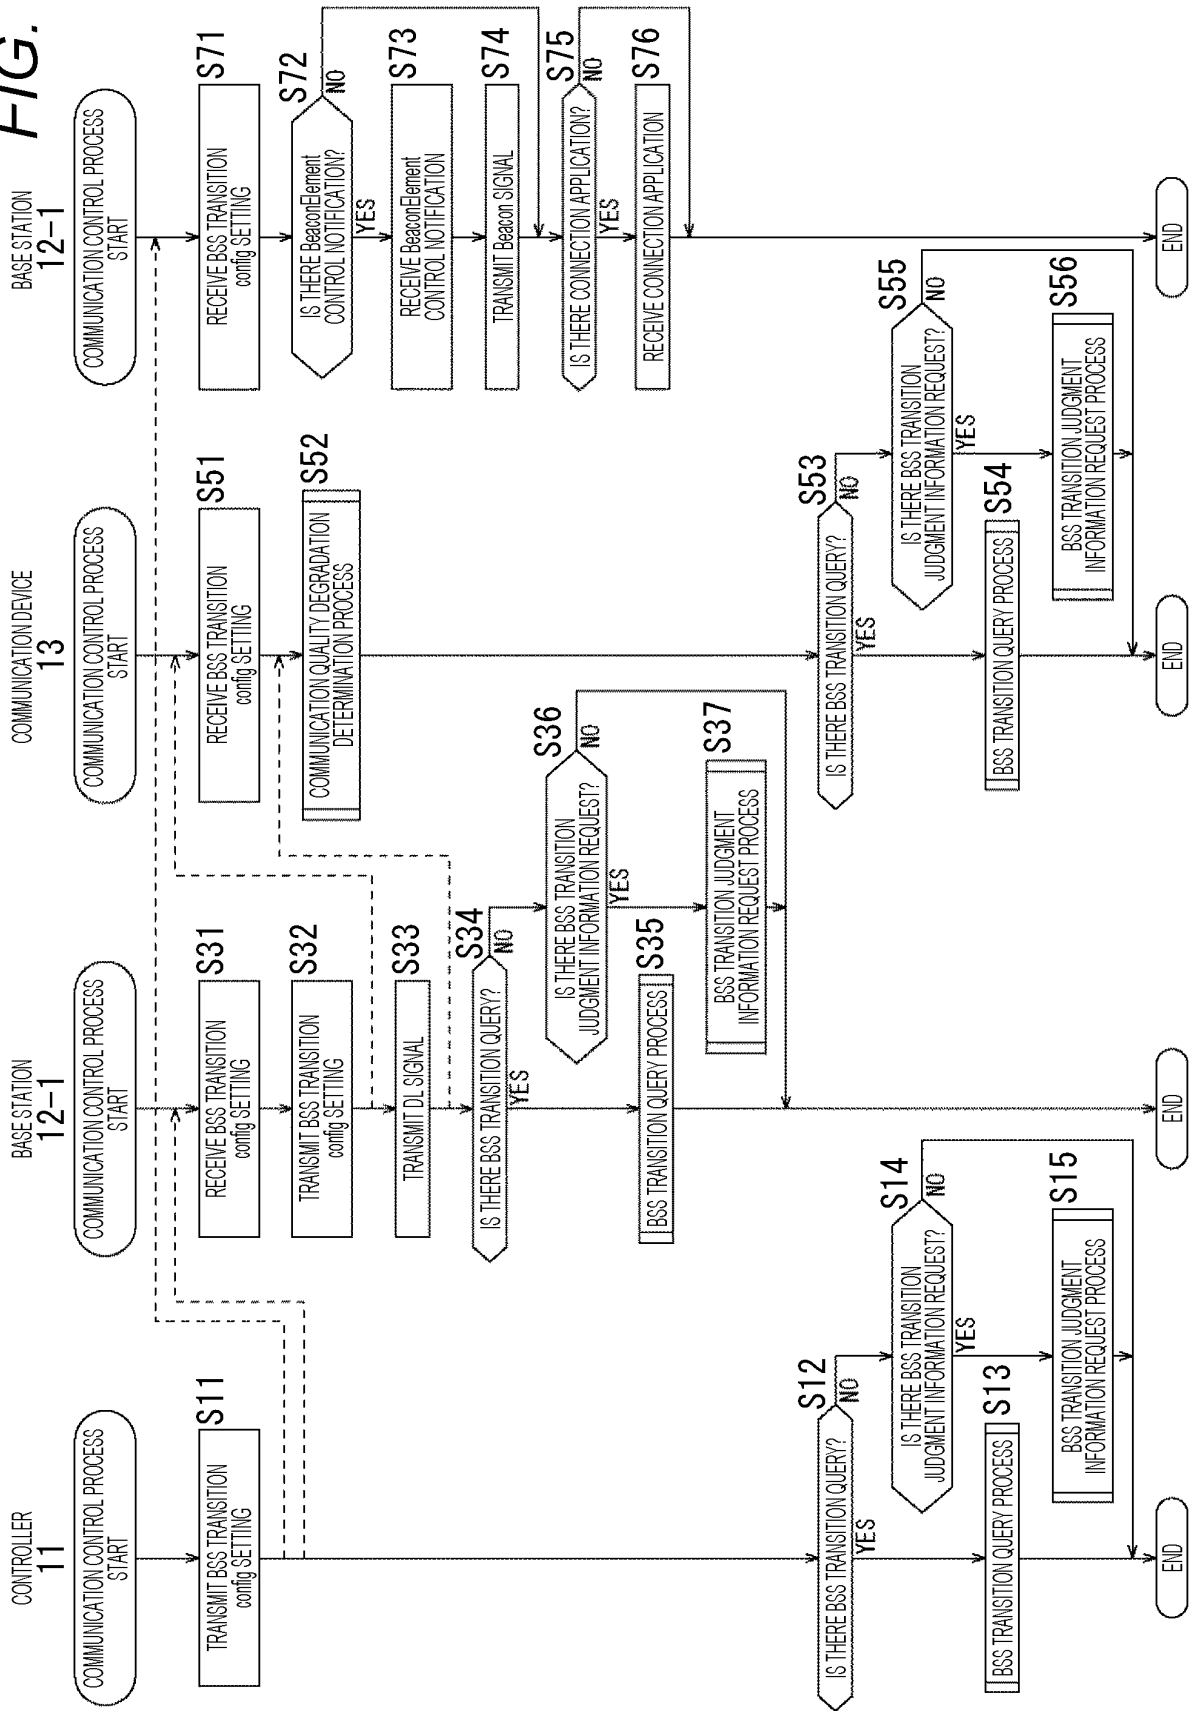 FIG.
CONTROLLER
11
COMMUNICATION CONTROL PROCESS
START
S11
TRANSMIT BSS TRANSITION
config SETTING
S12
IS THERE BSS TRANSITION QUERY?
NO
YES
S13
BSS TRANSITION QUERY PROCESS
S14
IS THERE BSS TRANSITION
JUDGMENT INFORMATION REQUEST?
NO
YES
S15
BSS TRANSITION JUDGMENT
INFORMATION REQUEST PROCESS
END
BASE STATION
12-1
COMMUNICATION CONTROL PROCESS
START
S31
RECEIVE BSS TRANSITION
config SETTING
S32
TRANSMIT BSS TRANSITION
config SETTING
S33
TRANSMIT DL SIGNAL
S34
IS THERE BSS TRANSITION QUERY?
NO
YES
S35
BSS TRANSITION QUERY PROCESS
S36
IS THERE BSS TRANSITION
JUDGMENT INFORMATION REQUEST?
NO
YES
S37
BSS TRANSITION JUDGMENT
INFORMATION REQUEST PROCESS
END
COMMUNICATION DEVICE
13
COMMUNICATION CONTROL PROCESS
START
S51
RECEIVE BSS TRANSITION
config SETTING
S52
COMMUNICATION QUALITY DEGRADATION
DETERMINATION PROCESS
S53
IS THERE BSS TRANSITION QUERY?
NO
YES
S54
BSS TRANSITION QUERY PROCESS
S55
IS THERE BSS TRANSITION
JUDGMENT INFORMATION REQUEST?
NO
YES
S56
BSS TRANSITION JUDGMENT
INFORMATION REQUEST PROCESS
END
BASE STATION
12-1
COMMUNICATION CONTROL PROCESS
START
S71
RECEIVE BSS TRANSITION
config SETTING
S72
IS THERE BeaconElement
CONTROL NOTIFICATION?
NO
YES
S73
RECEIVE BeaconElement
CONTROL NOTIFICATION
S74
TRANSMIT Beacon SIGNAL
S75
IS THERE CONNECTION APPLICATION?
NO
YES
S76
RECEIVE CONNECTION APPLICATION
END